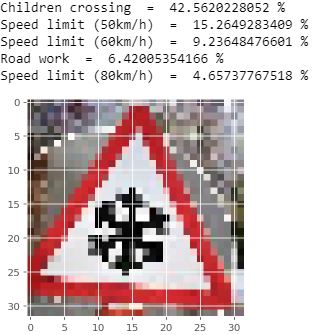 Children crossing  =  42.5620228052 %
Speed limit (50km/h)  =  15.2649283409 %
Speed limit (60km/h)  =  9.23648476601 %
Road work  =  6.42005354166 %
Speed limit (80km/h)  =  4.65737767518 %
0
5
10
15
20
25
30
0 5 10 15 20 25 30